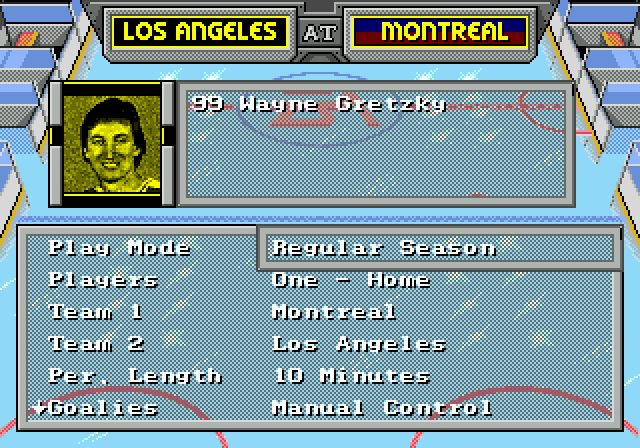 LOS ANGELES AT MONTREAL
99 Wayne Gretzky
EA
Play Mode Regular Season
Players One - Home
Team 1 Montreal
Team 2 Los Angeles
Per. Length 10 Minutes
Goalies Manual Control